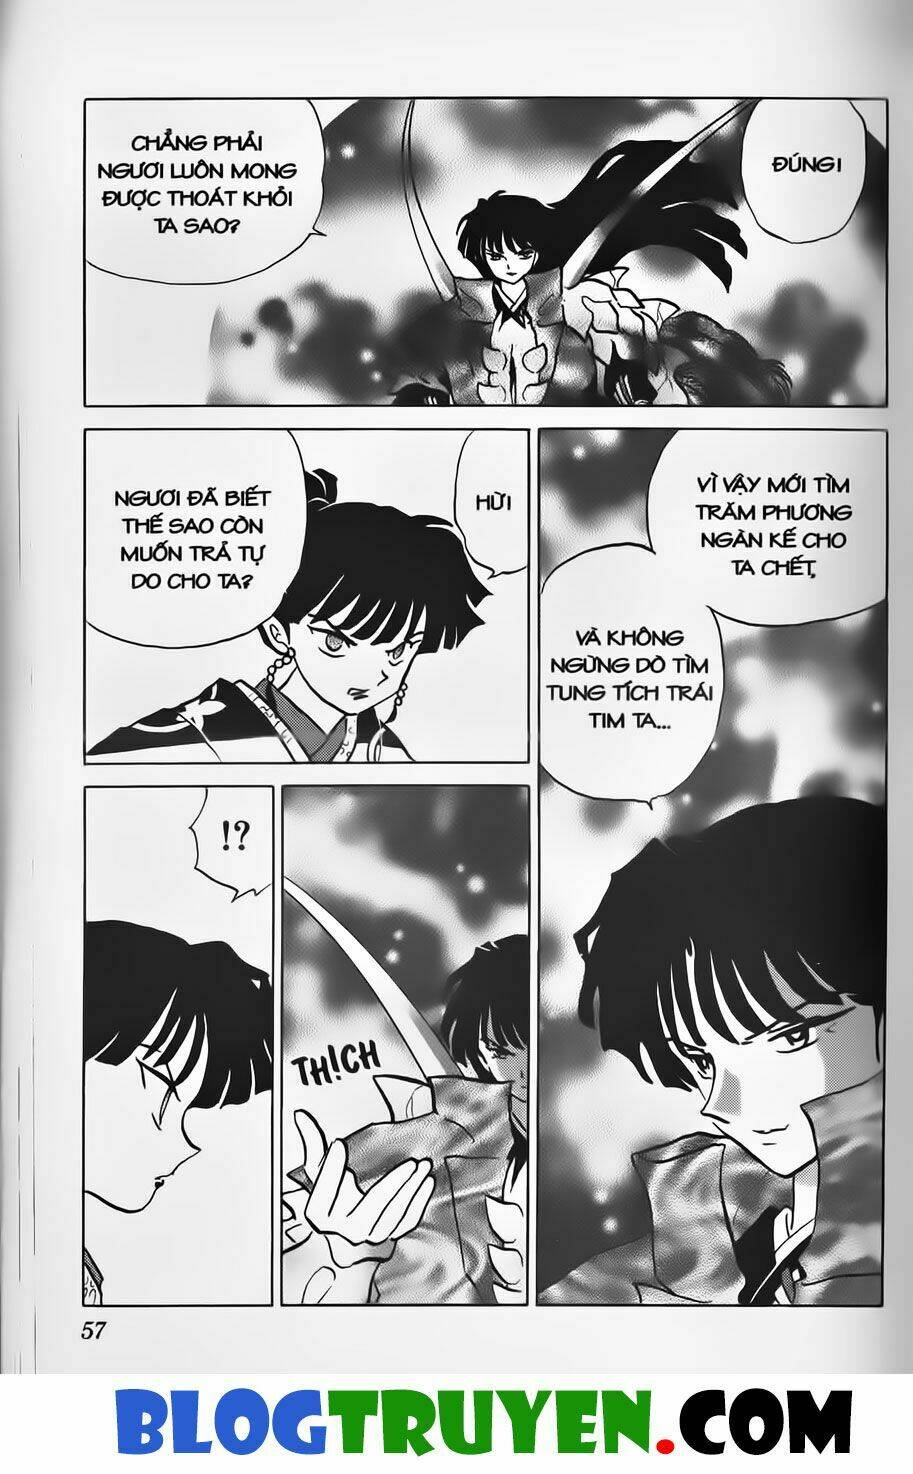 ĐÚNG!
CHẲNG PHẢI
NGƯƠI LUÔN MONG
ĐƯỢC THOÁT KHỎI
TA SAO?
VÌ VẬY MỚI TÌM
TRĂM PHƯƠNG
NGÀN KẾ CHO
TA CHẾT,
VÀ KHÔNG
NGỪNG DÒ TÌM
TUNG TÍCH TRÁI
TIM TA...
HỪ!
NGƯƠI ĐÃ BIẾT
THẾ SAO CÒN
MUỐN TRẢ TỰ
DO CHO TA?
THỊCH
!?
57
BLOGTRUYEN.COM